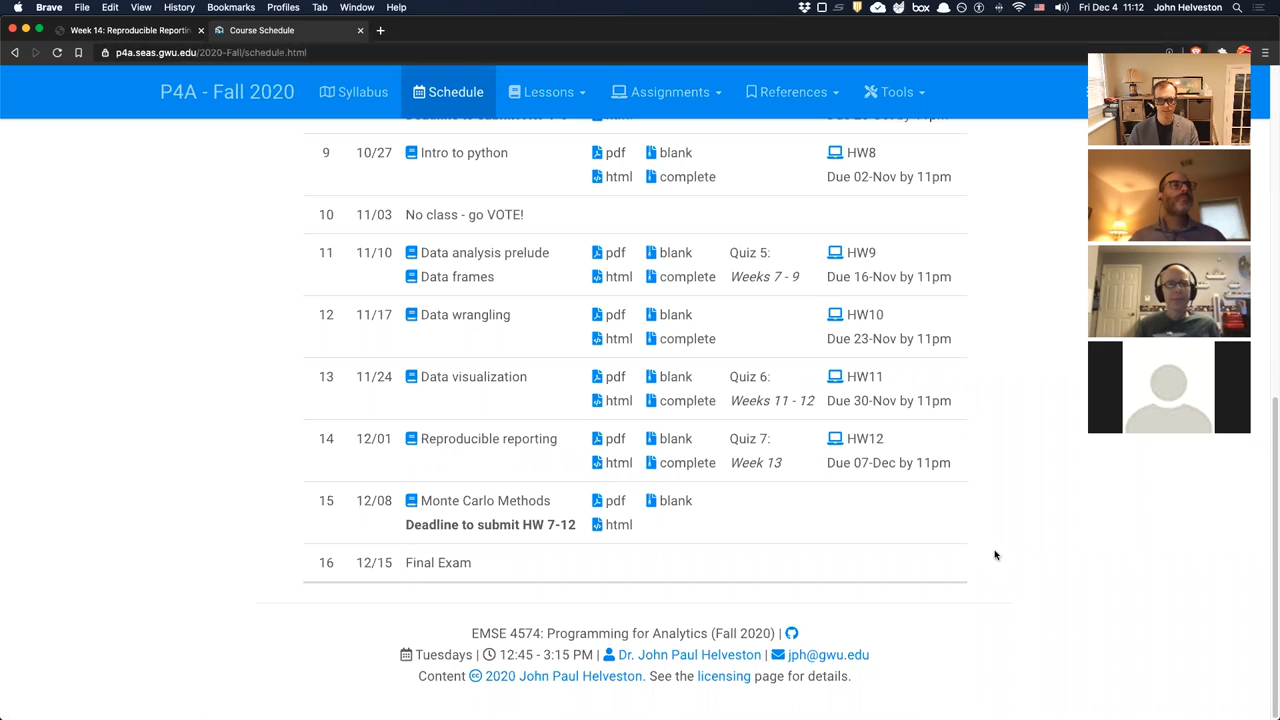 Brave File Edit View History Bookmarks Profiles Tab Window Help box Fri Dec 4 11:12 John Helveston
Week 14: Reproducible Reportin Course Schedule
p4a.seas.gwu.edu/2020-Fall/schedule.html
P4A - Fall 2020 Syllabus Schedule Lessons Assignments References Tools
9 10/27 Intro to python pdf blank HW8
html complete Due 02-Nov by 11pm
10 11/03 No class - go VOTE!
11 11/10 Data analysis prelude pdf blank Quiz 5: HW9
Data frames html complete Weeks 7 - 9 Due 16-Nov by 11pm
12 11/17 Data wrangling pdf blank HW10
html complete Due 23-Nov by 11pm
13 11/24 Data visualization pdf blank Quiz 6: HW11
html complete Weeks 11 - 12 Due 30-Nov by 11pm
14 12/01 Reproducible reporting pdf blank Quiz 7: HW12
html complete Week 13 Due 07-Dec by 11pm
15 12/08 Monte Carlo Methods pdf blank
Deadline to submit HW 7-12 html
16 12/15 Final Exam
EMSE 4574: Programming for Analytics (Fall 2020) |
Tuesdays | 12:45 - 3:15 PM | Dr. John Paul Helveston | jph@gwu.edu
Content 2020 John Paul Helveston. See the licensing page for details.